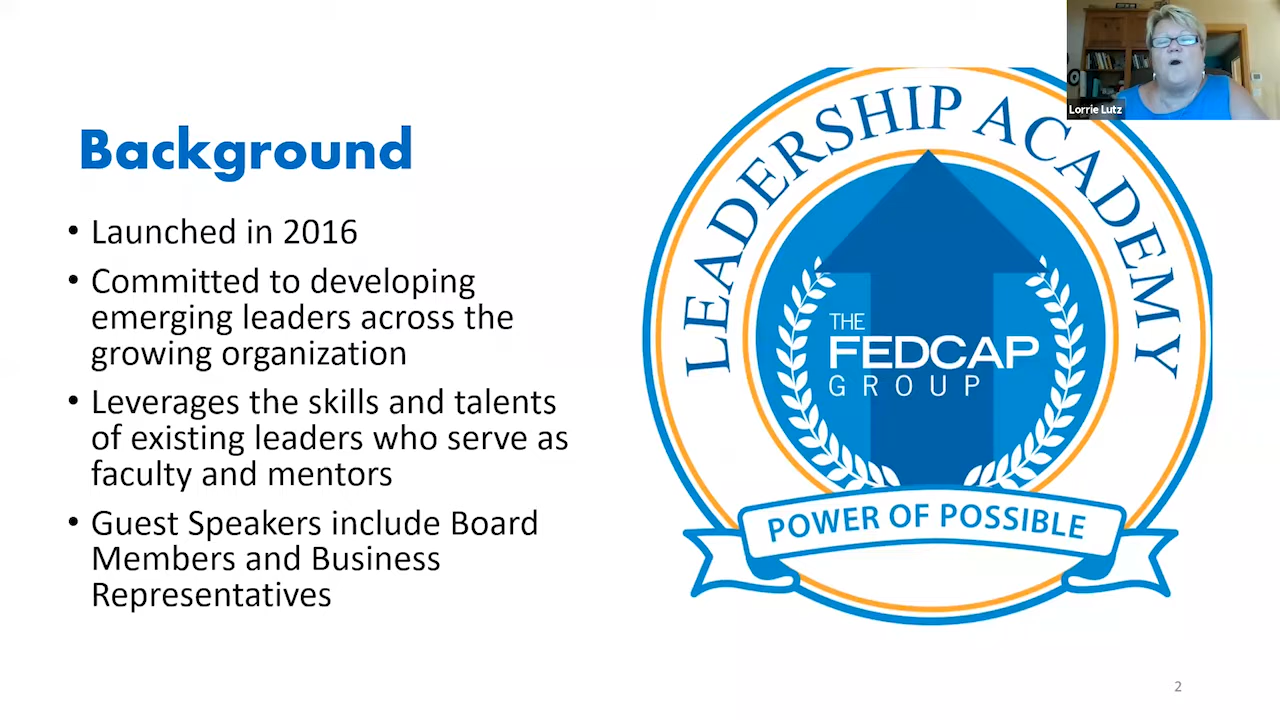 Lorrie Lutz
Background
• Launched in 2016
• Committed to developing
emerging leaders across the
growing organization
• Leverages the skills and talents
of existing leaders who serve as
faculty and mentors
• Guest Speakers include Board
Members and Business
Representatives
LEADERSHIP ACADEMY
THE
FEDCAP
GROUP
POWER OF POSSIBLE
2